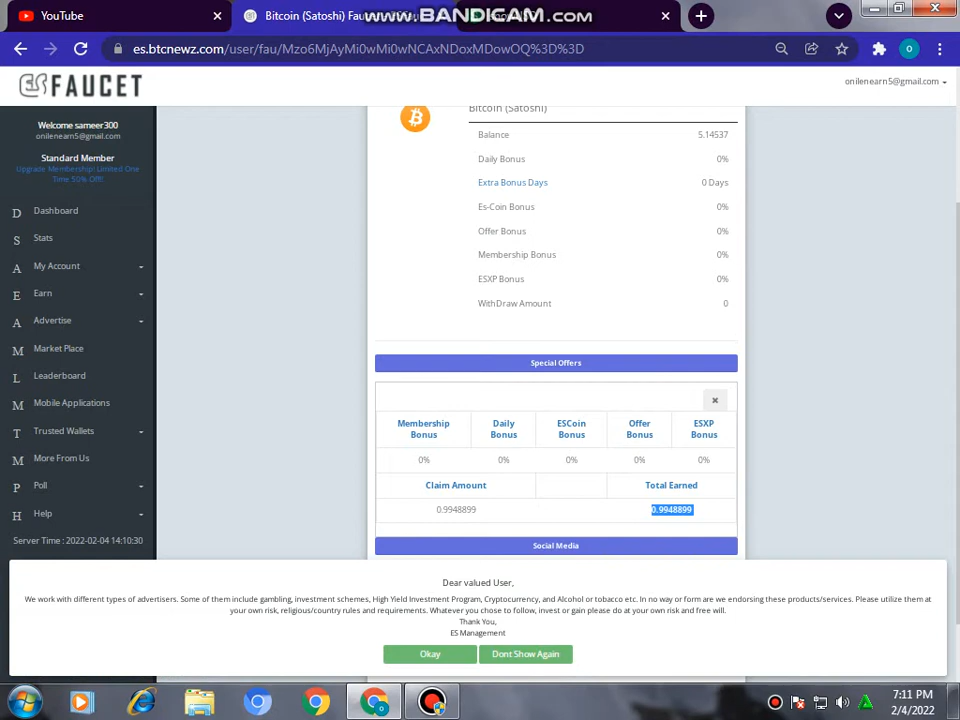 YouTube
Bitcoin (Satoshi) Fau
www.BANDICAM.com
es.btcnewz.com/user/fau/Mzo6MjAyMi0wMi0wNCAxNDoxMDowOQ%3D%3D
ESFAUCET
onilenearn5@gmail.com
Welcome sameer300
onilenearn5@gmail.com
Standard Member
Upgrade Membership: Limited One
Time 50% Off!!
D Dashboard
S Stats
A My Account
E Earn
A Advertise
M Market Place
L Leaderboard
M Mobile Applications
T Trusted Wallets
M More From Us
P Poll
H Help
Server Time : 2022-02-04 14:10:30
Bitcoin (Satoshi)
Balance 5.14537
Daily Bonus 0%
Extra Bonus Days 0 Days
Es-Coin Bonus 0%
Offer Bonus 0%
Membership Bonus 0%
ESXP Bonus 0%
WithDraw Amount 0
Special Offers
Membership Bonus Daily Bonus ESCoin Bonus Offer Bonus ESXP Bonus
0% 0% 0% 0% 0%
Claim Amount Total Earned
0.9948899 0.9948899
Social Media
Dear valued User,
We work with different types of advertisers. Some of them include gambling, investment schemes, High Yield Investment Program, Cryptocurrency, and Alcohol or tobacco etc. In no way or form are we endorsing these products/services. Please utilize them at
your own risk, religious/country rules and requirements. Whatever you chose to follow, invest or gain please do at your own risk and free will.
Thank You,
ES Management
Okay Dont Show Again
7:11 PM
2/4/2022